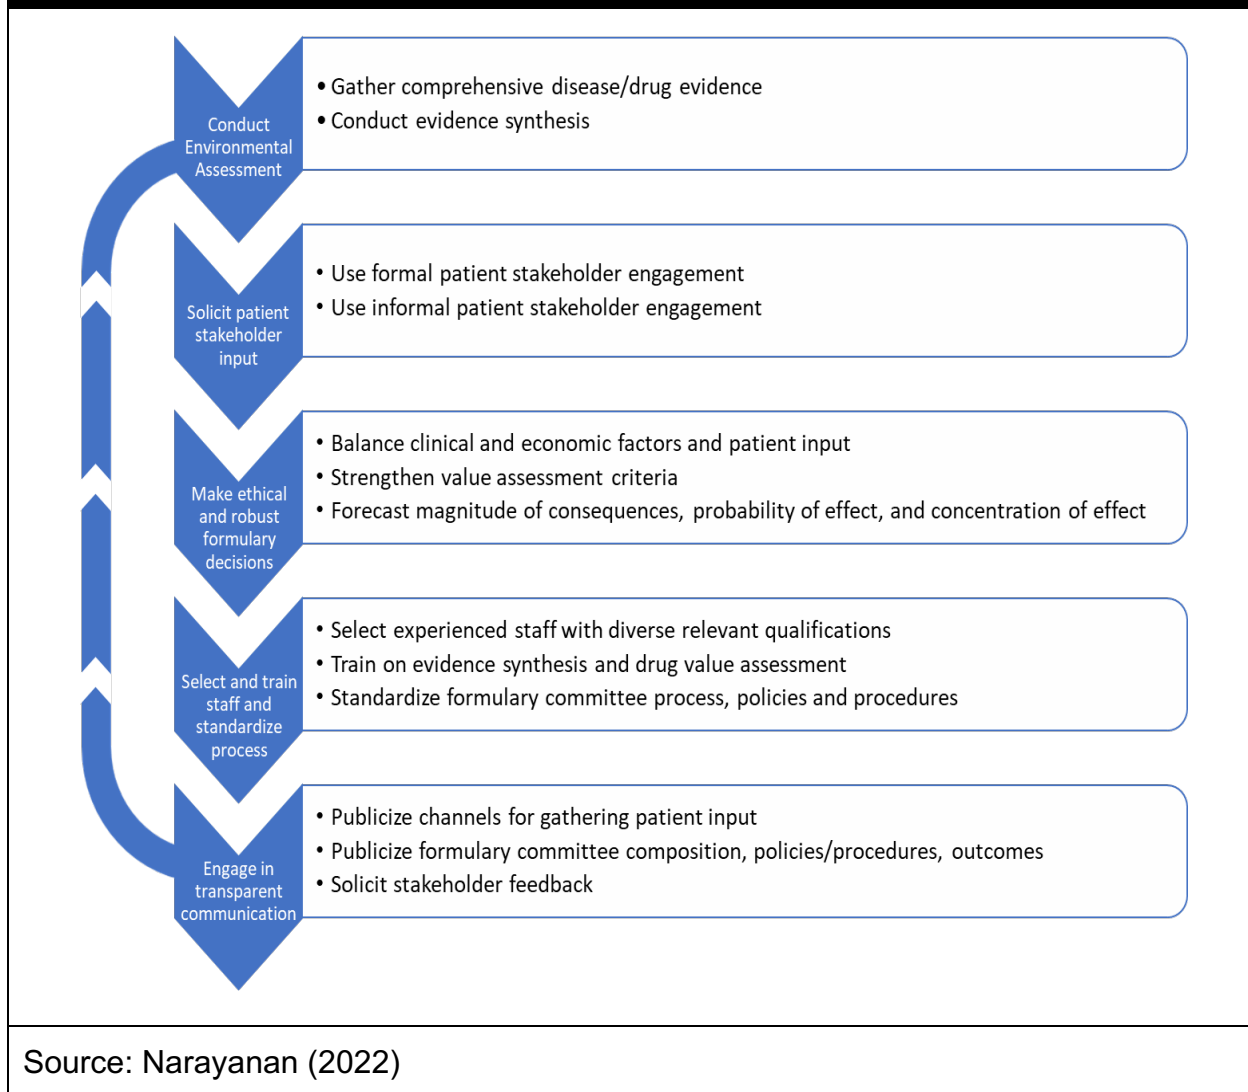 Conduct
Environmental
Assessment
• Gather comprehensive disease/drug evidence
• Conduct evidence synthesis
Solicit patient
stakeholder
input
• Use formal patient stakeholder engagement
• Use informal patient stakeholder engagement
Make ethical
and robust
formulary
decisions
• Balance clinical and economic factors and patient input
• Strengthen value assessment criteria
• Forecast magnitude of consequences, probability of effect, and concentration of effect
Select and train
staff and
standardize
process
• Select experienced staff with diverse relevant qualifications
• Train on evidence synthesis and drug value assessment
• Standardize formulary committee process, policies and procedures
Engage in
transparent
communication
• Publicize channels for gathering patient input
• Publicize formulary committee composition, policies/procedures, outcomes
• Solicit stakeholder feedback
Source: Narayanan (2022)